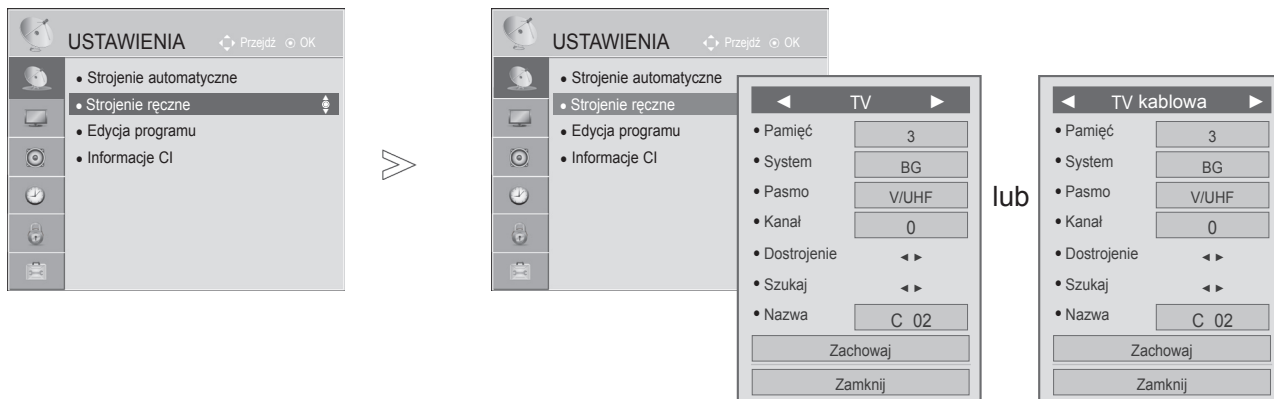 USTAWIENIA Przejdź OK
• Strojenie automatyczne
• Strojenie ręczne
• Edycja programu
• Informacje CI
USTAWIENIA Przejdź OK
• Strojenie automatyczne
• Strojenie ręczne
• Edycja programu
• Informacje CI
◄ TV ►
• Pamięć 3
• System BG
• Pasmo V/UHF
• Kanał 0
• Dostrojenie ◄ ►
• Szukaj ◄ ►
• Nazwa C 02
Zachowaj
Zamknij
lub
◄ TV kablowa ►
• Pamięć 3
• System BG
• Pasmo V/UHF
• Kanał 0
• Dostrojenie ◄ ►
• Szukaj ◄ ►
• Nazwa C 02
Zachowaj
Zamknij